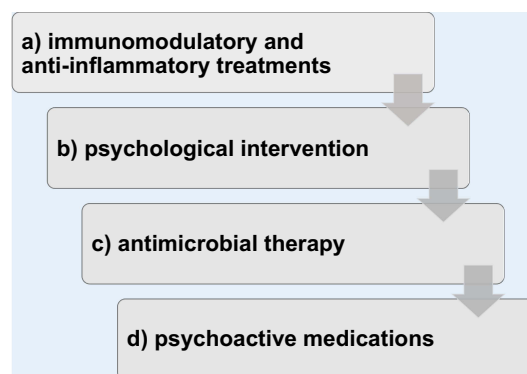 a) immunomodulatory and
anti-inflammatory treatments
b) psychological intervention
c) antimicrobial therapy
d) psychoactive medications